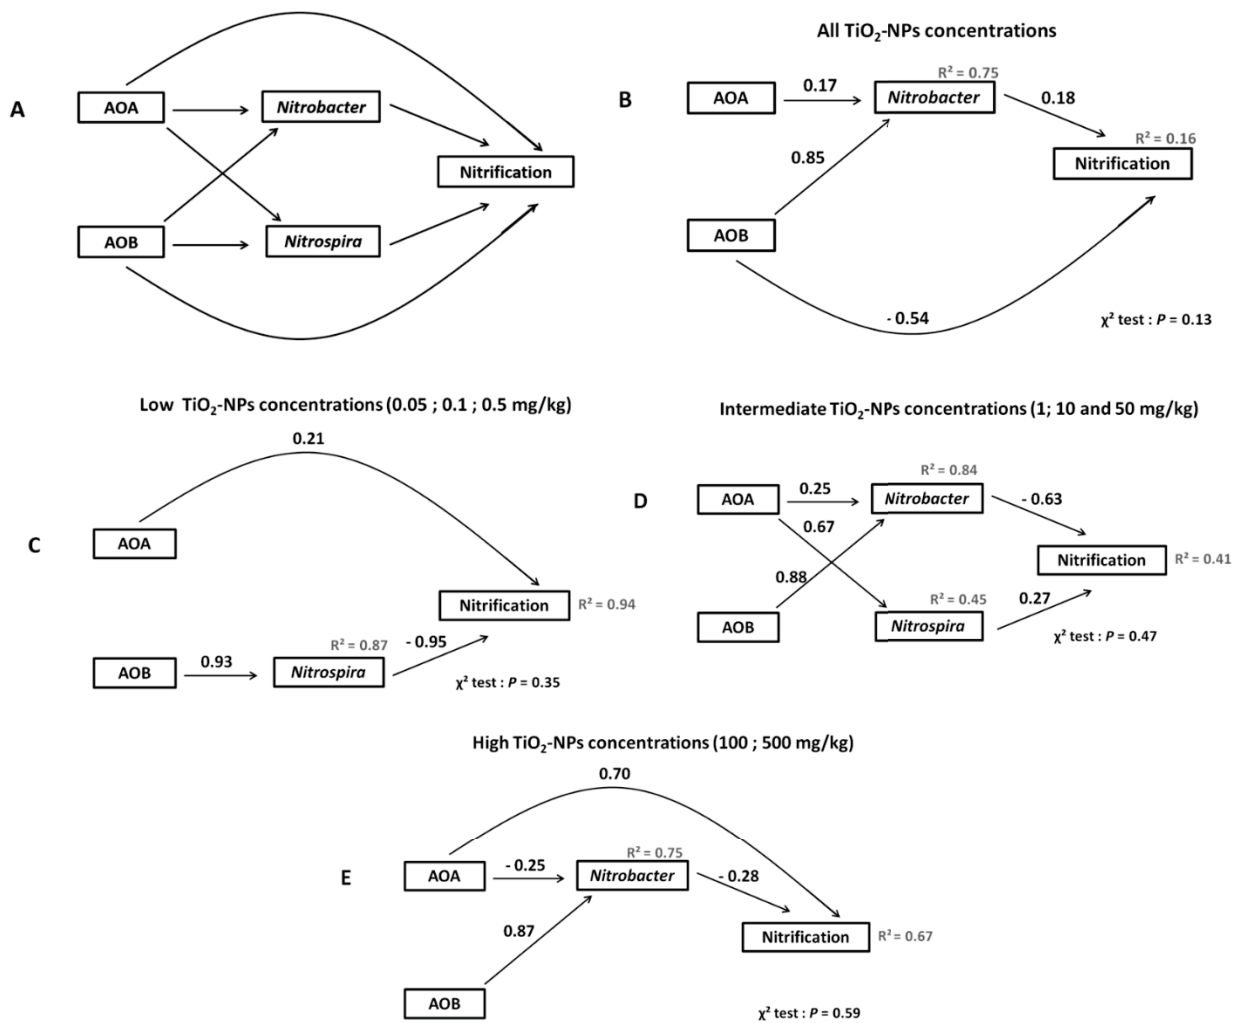 A
AOA
Nitrobacter
Nitrification
AOB
Nitrospira
All TiO₂-NPs concentrations
B
AOA
0.17
R² = 0.75
Nitrobacter
0.18
R² = 0.16
Nitrification
0.85
AOB
- 0.54
χ² test : P = 0.13
Low TiO₂-NPs concentrations (0.05 ; 0.1 ; 0.5 mg/kg)
0.21
C
AOA
Nitrification
R² = 0.94
AOB
0.93
R² = 0.87
Nitrospira
- 0.95
χ² test : P = 0.35
Intermediate TiO₂-NPs concentrations (1; 10 and 50 mg/kg)
D
AOA
0.25
R² = 0.84
Nitrobacter
- 0.63
0.67
Nitrification
R² = 0.41
0.88
AOB
R² = 0.45
Nitrospira
0.27
χ² test : P = 0.47
High TiO₂-NPs concentrations (100 ; 500 mg/kg)
0.70
E
AOA
- 0.25
R² = 0.75
Nitrobacter
- 0.28
0.87
Nitrification
R² = 0.67
AOB
χ² test : P = 0.59